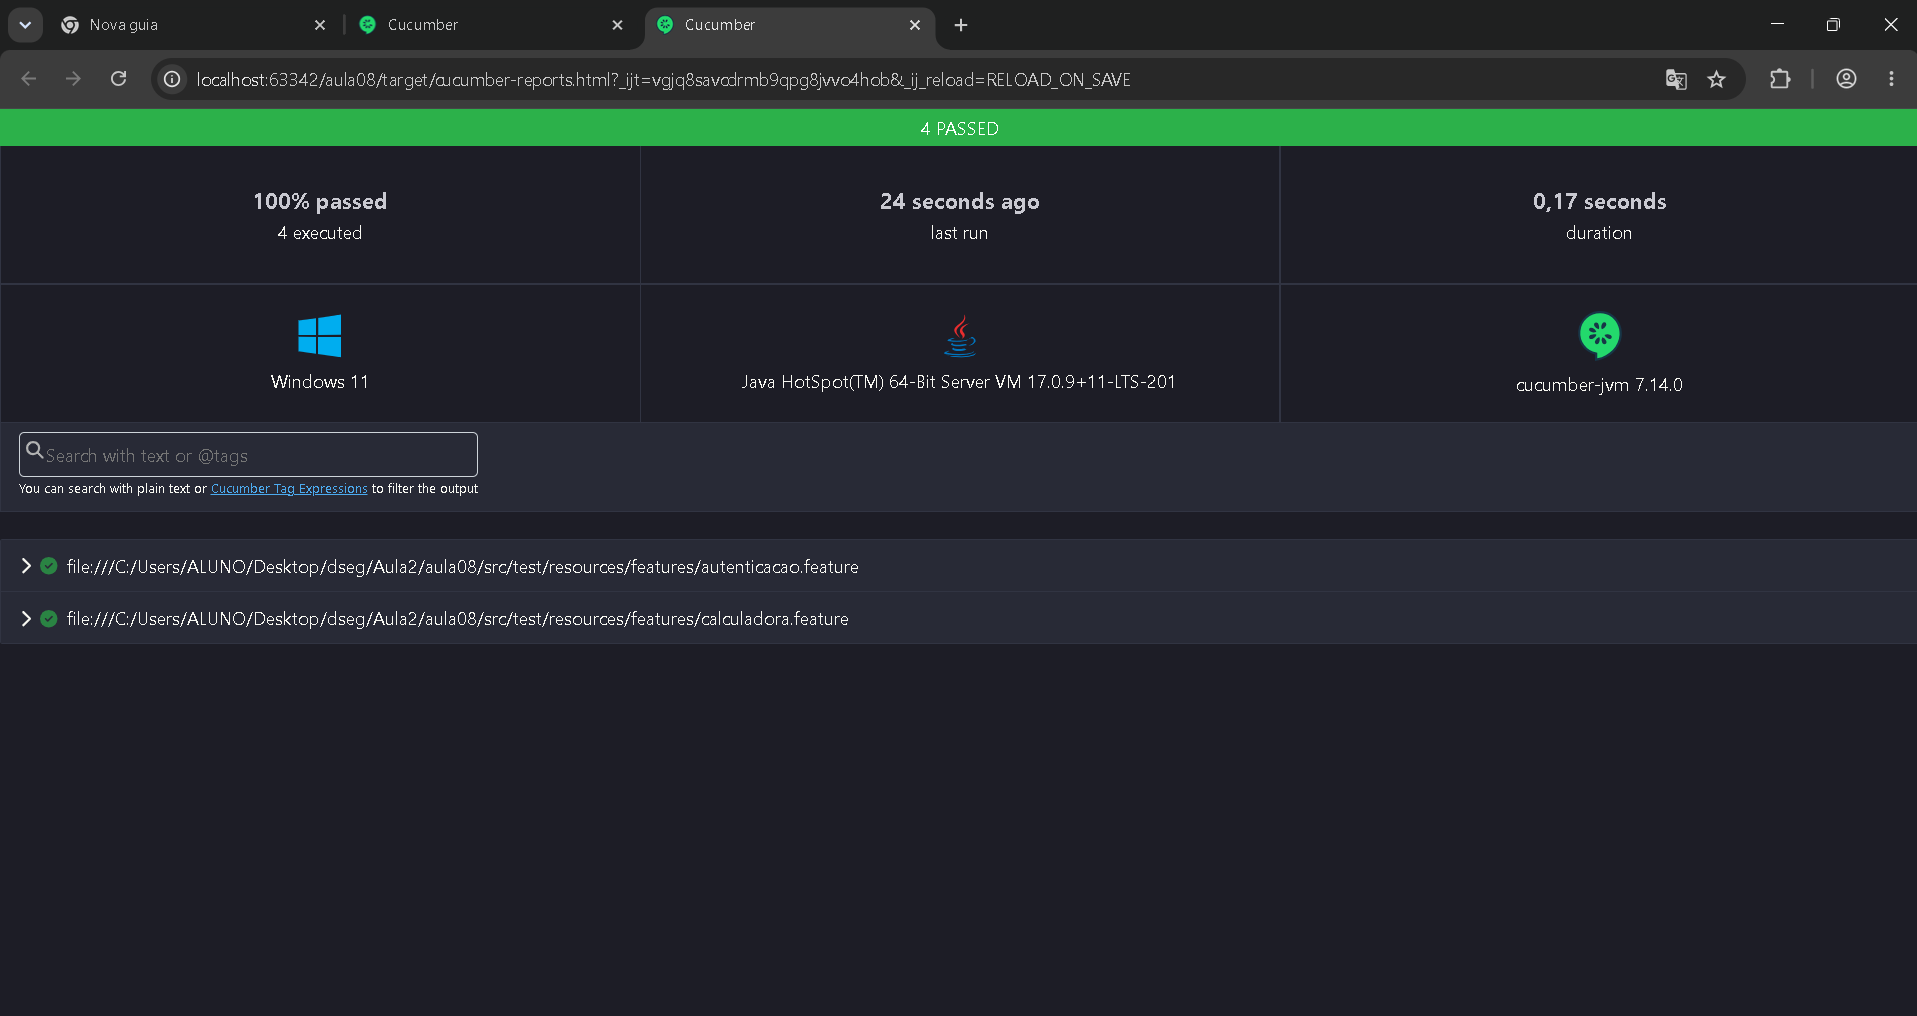 Nova guia
Cucumber
Cucumber
localhost:63342/aula08/target/cucumber-reports.html?_ijt=vgjq8savcdrmb9qpg8jvvo4hob&_ij_reload=RELOAD_ON_SAVE
4 PASSED
100% passed
4 executed
24 seconds ago
last run
0,17 seconds
duration
Windows 11
Java HotSpot(TM) 64-Bit Server VM 17.0.9+11-LTS-201
cucumber-jvm 7.14.0
Search with text or @tags
You can search with plain text or Cucumber Tag Expressions to filter the output
file:///C:/Users/ALUNO/Desktop/dseg/Aula2/aula08/src/test/resources/features/autenticacao.feature
file:///C:/Users/ALUNO/Desktop/dseg/Aula2/aula08/src/test/resources/features/calculadora.feature